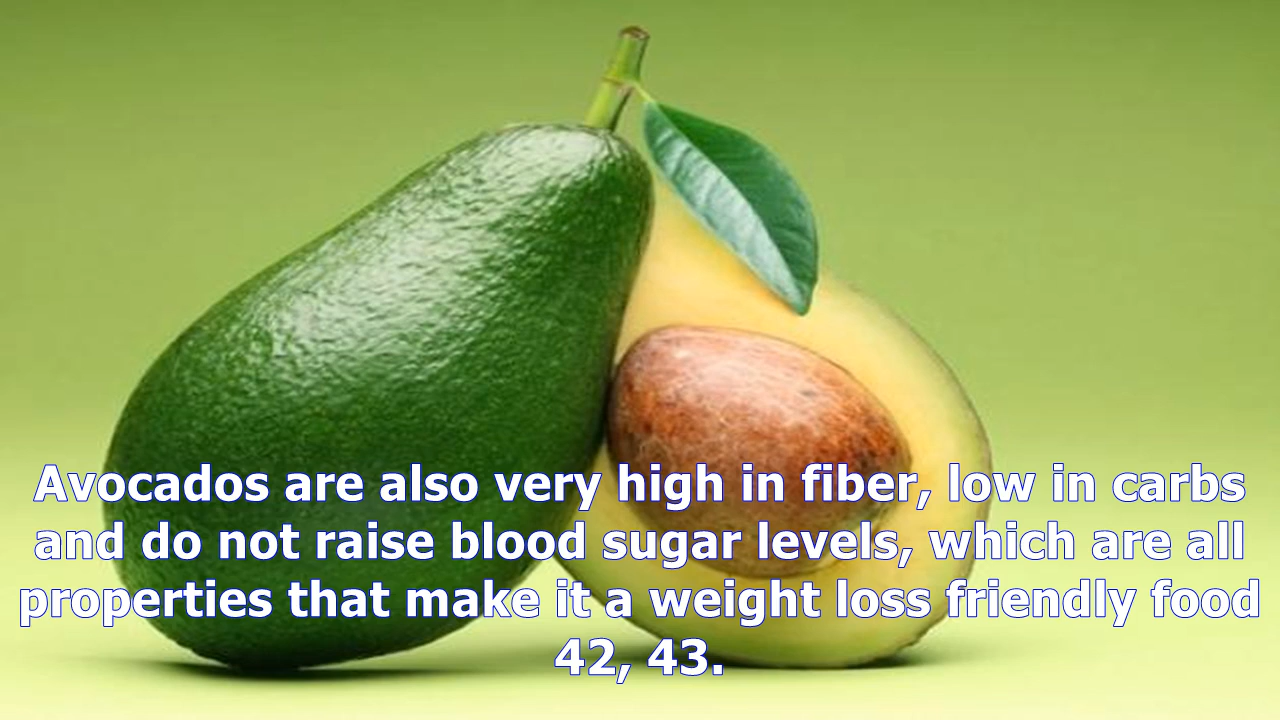 Avocados are also very high in fiber, low in carbs
and do not raise blood sugar levels, which are all
properties that make it a weight loss friendly food
42, 43.